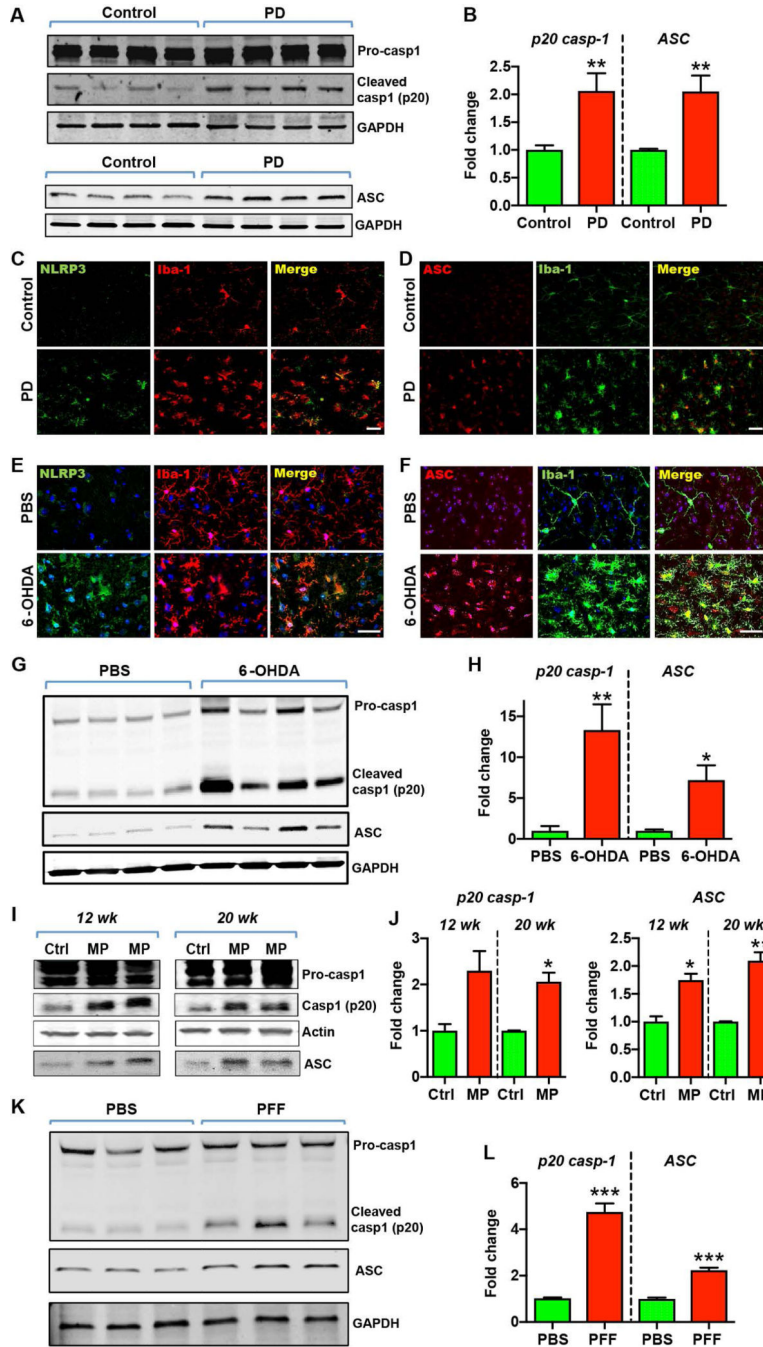 A
Control PD
Pro-casp1
Cleaved
casp1 (p20)
GAPDH
Control PD
ASC
GAPDH
B
p20 casp-1 ASC
** **
Fold change
2.5
2.0
1.5
1.0
0.5
0.0
Control PD Control PD
C
NLRP3 Iba-1 Merge
Control
PD
D
ASC Iba-1 Merge
Control
PD
E
NLRP3 Iba-1 Merge
PBS
6-OHDA
F
ASC Iba-1 Merge
PBS
6-OHDA
G
PBS 6-OHDA
Pro-casp1
Cleaved
casp1 (p20)
ASC
GAPDH
H
p20 casp-1 ASC
** *
Fold change
15
10
5
0
PBS 6-OHDA PBS 6-OHDA
I
12 wk 20 wk
Ctrl MP MP Ctrl MP MP
Pro-casp1
Casp1 (p20)
Actin
ASC
J
p20 casp-1
12 wk 20 wk
*
Fold change
3
2
1
0
Ctrl MP Ctrl MP
ASC
12 wk 20 wk
* **
Fold change
2.5
2.0
1.5
1.0
0.5
0.0
Ctrl MP Ctrl MP
K
PBS PFF
Pro-casp1
Cleaved
casp1 (p20)
ASC
GAPDH
L
p20 casp-1 ASC
*** ***
Fold change
6
4
2
0
PBS PFF PBS PFF